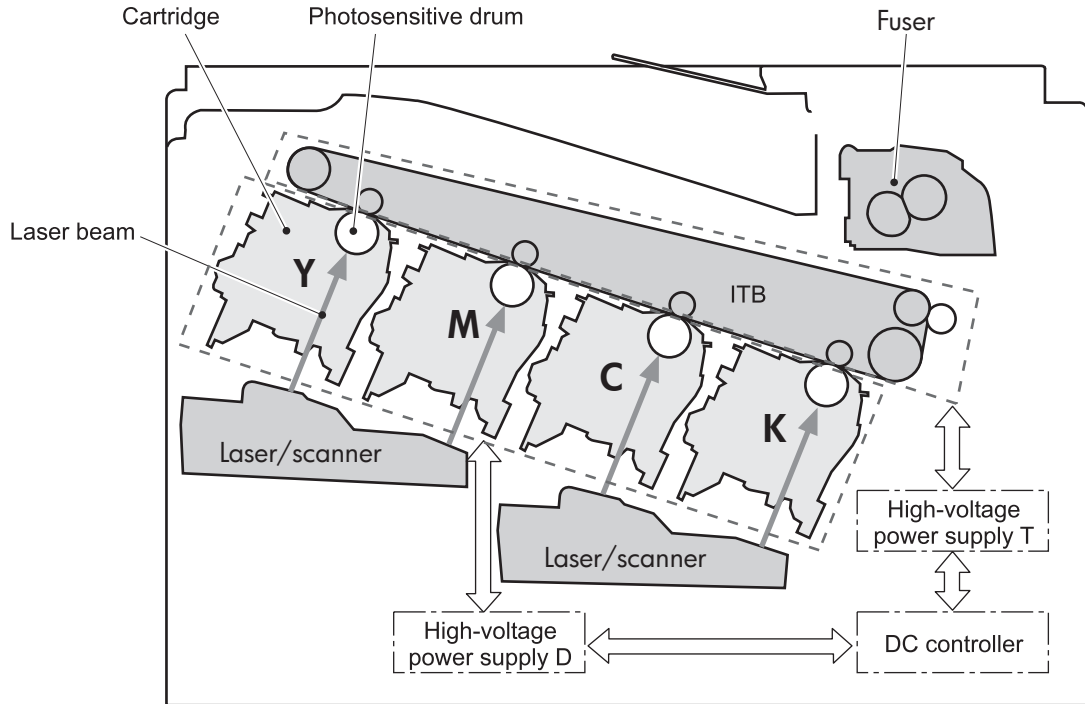 Cartridge
Photosensitive drum
Fuser
Laser beam
Y
M
ITB
C
K
Laser/scanner
Laser/scanner
High-voltage
power supply T
High-voltage
power supply D
DC controller